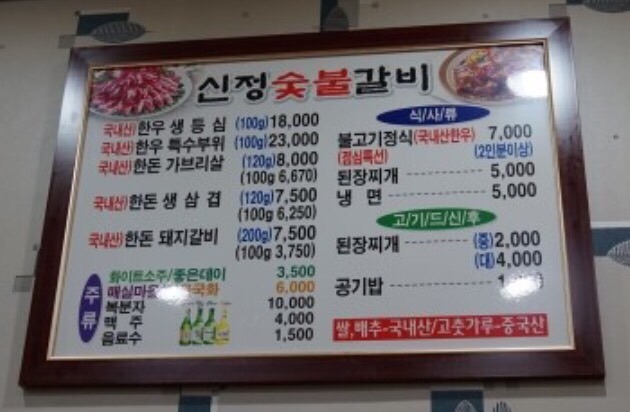 신정숯불갈비
국내산)한우 생 등 심 (100g)18,000
국내산)한우 특수부위 (100g)23,000
국내산)한돈 가브리살 (120g)8,000
(100g 6,670)
국내산)한돈 생 삼 겹 (120g)7,500
(100g 6,250)
국내산)한돈 돼지갈비 (200g)7,500
(100g 3,750)
주류
화이트소주/좋은데이 3,500
매실마을 국화 6,000
복분자 10,000
맥 주 4,000
음료수 1,500
식/사/류
불고기정식(국내산한우) 7,000
(점심특선) (2인분이상)
된장찌개 5,000
냉 면 5,000
고/기/드/신/후
된장찌개 (중)2,000
(대)4,000
공기밥
쌀,배추-국내산/고춧가루-중국산